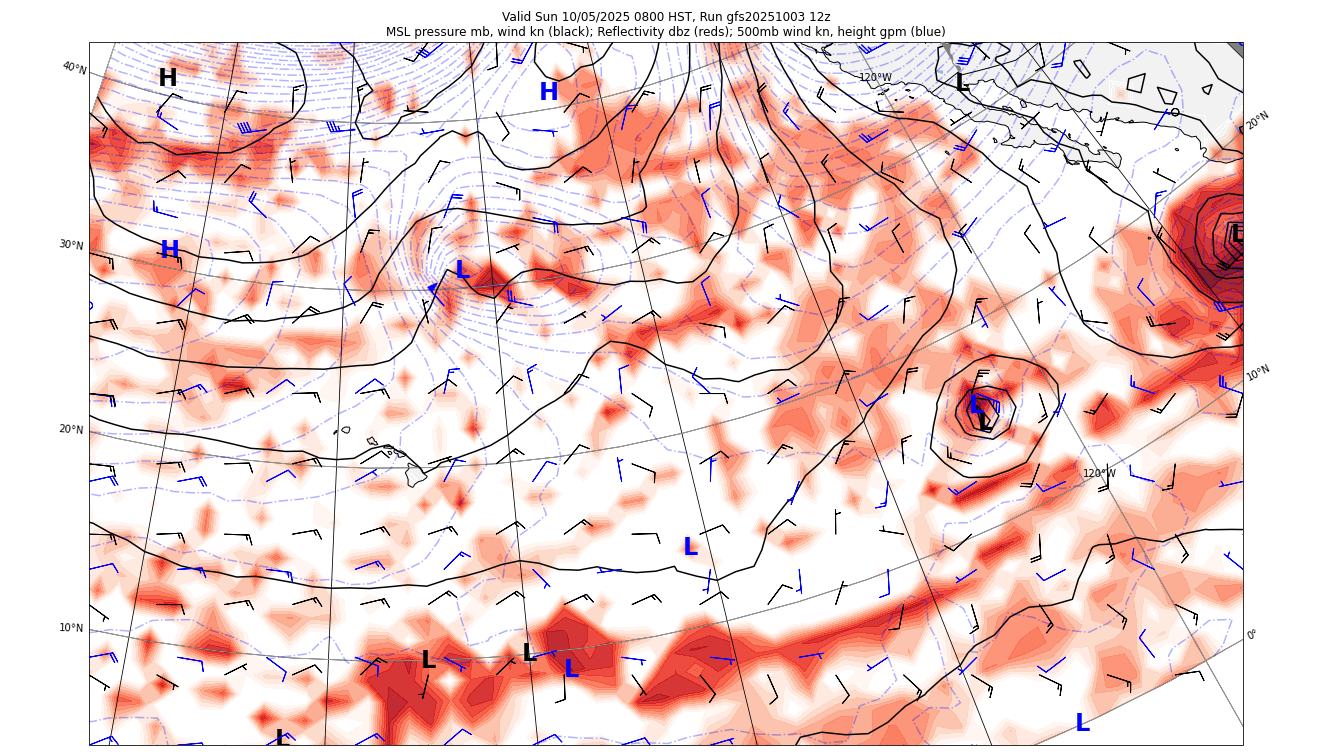 Valid Sun 10/05/2025 0800 HST, Run gfs20251003 12z
MSL pressure mb, wind kn (black); Reflectivity dbz (reds); 500mb wind kn, height gpm (blue)
40°N
H
H
120°W
L
20°N
30°N
H
L
L
10°N
L
L
20°N
120°W
L
10°N
L
L
L
0°
L
L